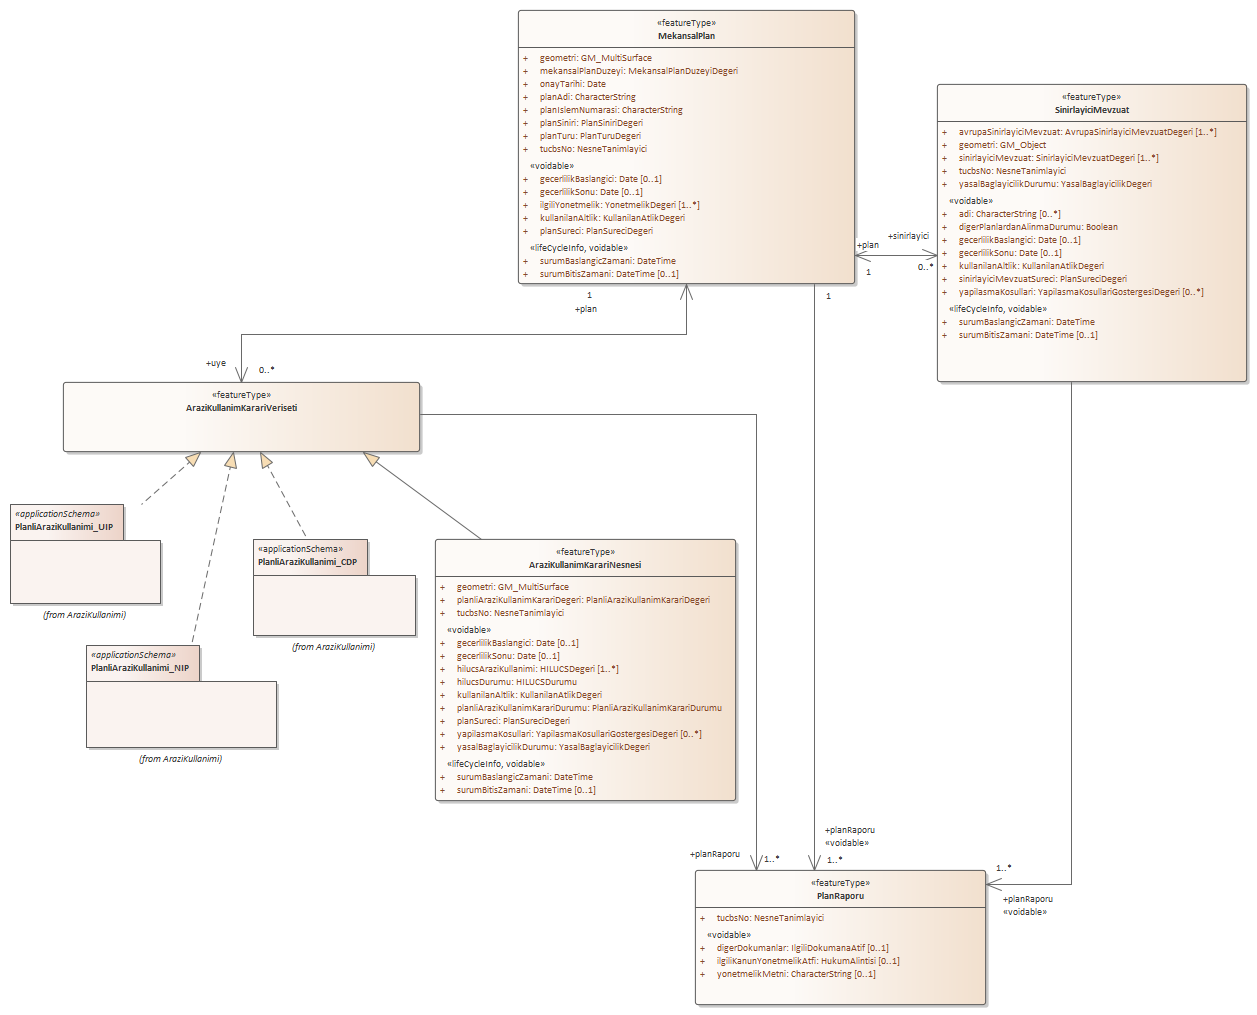 «featureType»
MekansalPlan
+ geometri: GM_MultiSurface
+ mekansalPlanDuzeyi: MekansalPlanDuzeyiDegeri
+ onayTarihi: Date
+ planAdi: CharacterString
+ planIslemNumarasi: CharacterString
+ planSiniri: PlanSiniriDegeri
+ planTuru: PlanTuruDegeri
+ tucbsNo: NesneTanimlayici
«voidable»
+ gecerlilikBaslangici: Date [0..1]
+ gecerlilikSonu: Date [0..1]
+ ilgiliYonetmelik: YonetmelikDegeri [1..*]
+ kullanilanAltlik: KullanilanAtlikDegeri
+ planSureci: PlanSureciDegeri
«lifeCycleInfo, voidable»
+ surumBaslangicZamani: DateTime
+ surumBitisZamani: DateTime [0..1]
«featureType»
SinirlayiciMevzuat
+ avrupaSinirlayiciMevzuat: AvrupaSinirlayiciMevzuatDegeri [1..*]
+ geometri: GM_Object
+ sinirlayiciMevzuat: SinirlayiciMevzuatDegeri [1..*]
+ tucbsNo: NesneTanimlayici
+ yasalBaglayicilikDurumu: YasalBaglayicilikDegeri
«voidable»
+ adi: CharacterString [0..*]
+ digerPlanlardanAlinmaDurumu: Boolean
+ gecerlilikBaslangici: Date [0..1]
+ gecerlilikSonu: Date [0..1]
+ kullanilanAltlik: KullanilanAtlikDegeri
+ sinirlayiciMevzuatSureci: PlanSureciDegeri
+ yapilasmaKosullari: YapilasmaKosullariGostergesiDegeri [0..*]
«lifeCycleInfo, voidable»
+ surumBaslangicZamani: DateTime
+ surumBitisZamani: DateTime [0..1]
+sinirlayici
+plan
0..*
1
1
+plan
1
+uye
0..*
«featureType»
AraziKullanimKarariVeriseti
«applicationSchema»
PlanliAraziKullanimi_UIP
(from AraziKullanimi)
«applicationSchema»
PlanliAraziKullanimi_CDP
(from AraziKullanimi)
«applicationSchema»
PlanliAraziKullanimi_NIP
(from AraziKullanimi)
«featureType»
AraziKullanimKarariNesnesi
+ geometri: GM_MultiSurface
+ planliAraziKullanimKarariDegeri: PlanliAraziKullanimKarariDegeri
+ tucbsNo: NesneTanimlayici
«voidable»
+ gecerlilikBaslangici: Date [0..1]
+ gecerlilikSonu: Date [0..1]
+ hilucsAraziKullanimi: HILUCSDegeri [1..*]
+ hilucsDurumu: HILUCSDurumu
+ kullanilanAltlik: KullanilanAtlikDegeri
+ planliAraziKullanimKarariDurumu: PlanliAraziKullanimKarariDurumu
+ planSureci: PlanSureciDegeri
+ yapilasmaKosullari: YapilasmaKosullariGostergesiDegeri [0..*]
+ yasalBaglayicilikDurumu: YasalBaglayicilikDegeri
«lifeCycleInfo, voidable»
+ surumBaslangicZamani: DateTime
+ surumBitisZamani: DateTime [0..1]
+planRaporu
1..*
+planRaporu
«voidable»
1..*
1..*
+planRaporu
«voidable»
«featureType»
PlanRaporu
+ tucbsNo: NesneTanimlayici
«voidable»
+ digerDokumanlar: IlgiliDokumanaAtif [0..1]
+ ilgiliKanunYonetmelikAtfi: HukumAlintisi [0..1]
+ yonetmelikMetni: CharacterString [0..1]